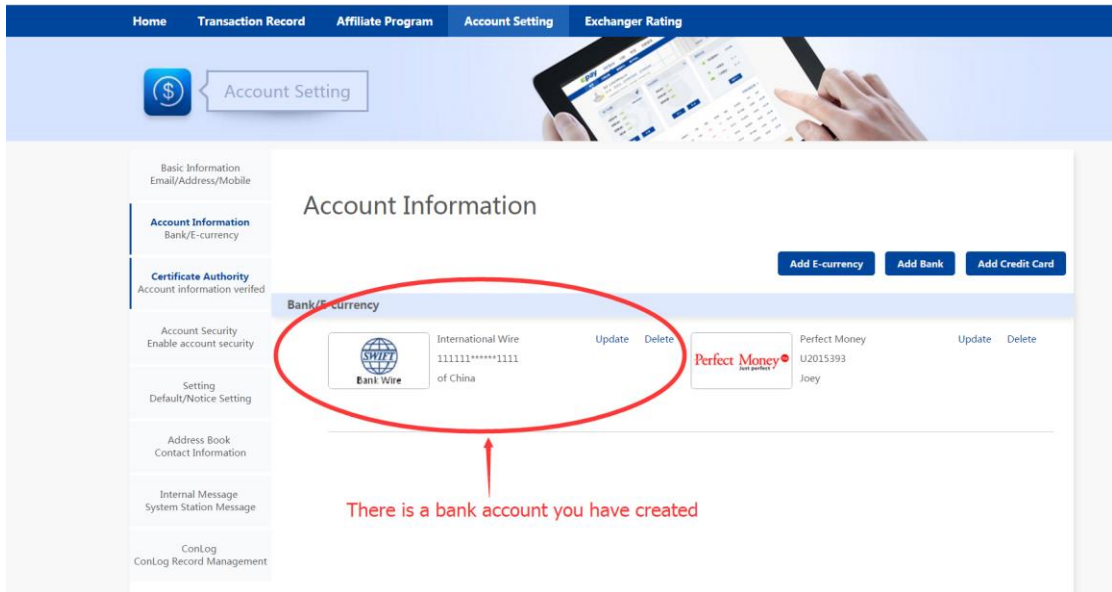 Home Transaction Record Affiliate Program Account Setting Exchanger Rating
Account Setting
epay
Basic Information
Email/Address/Mobile
Account Information
Bank/E-currency
Certificate Authority
Account information verifed
Account Security
Enable account security
Setting
Default/Notice Setting
Address Book
Contact Information
Internal Message
System Station Message
ConLog
ConLog Record Management
Account Information
Add E-currency Add Bank Add Credit Card
Bank/E-currency
SWIFT
Bank Wire
International Wire Update Delete
111111******1111
of China
Perfect Money
Just perfect
Perfect Money Update Delete
U2015393
Joey
There is a bank account you have created